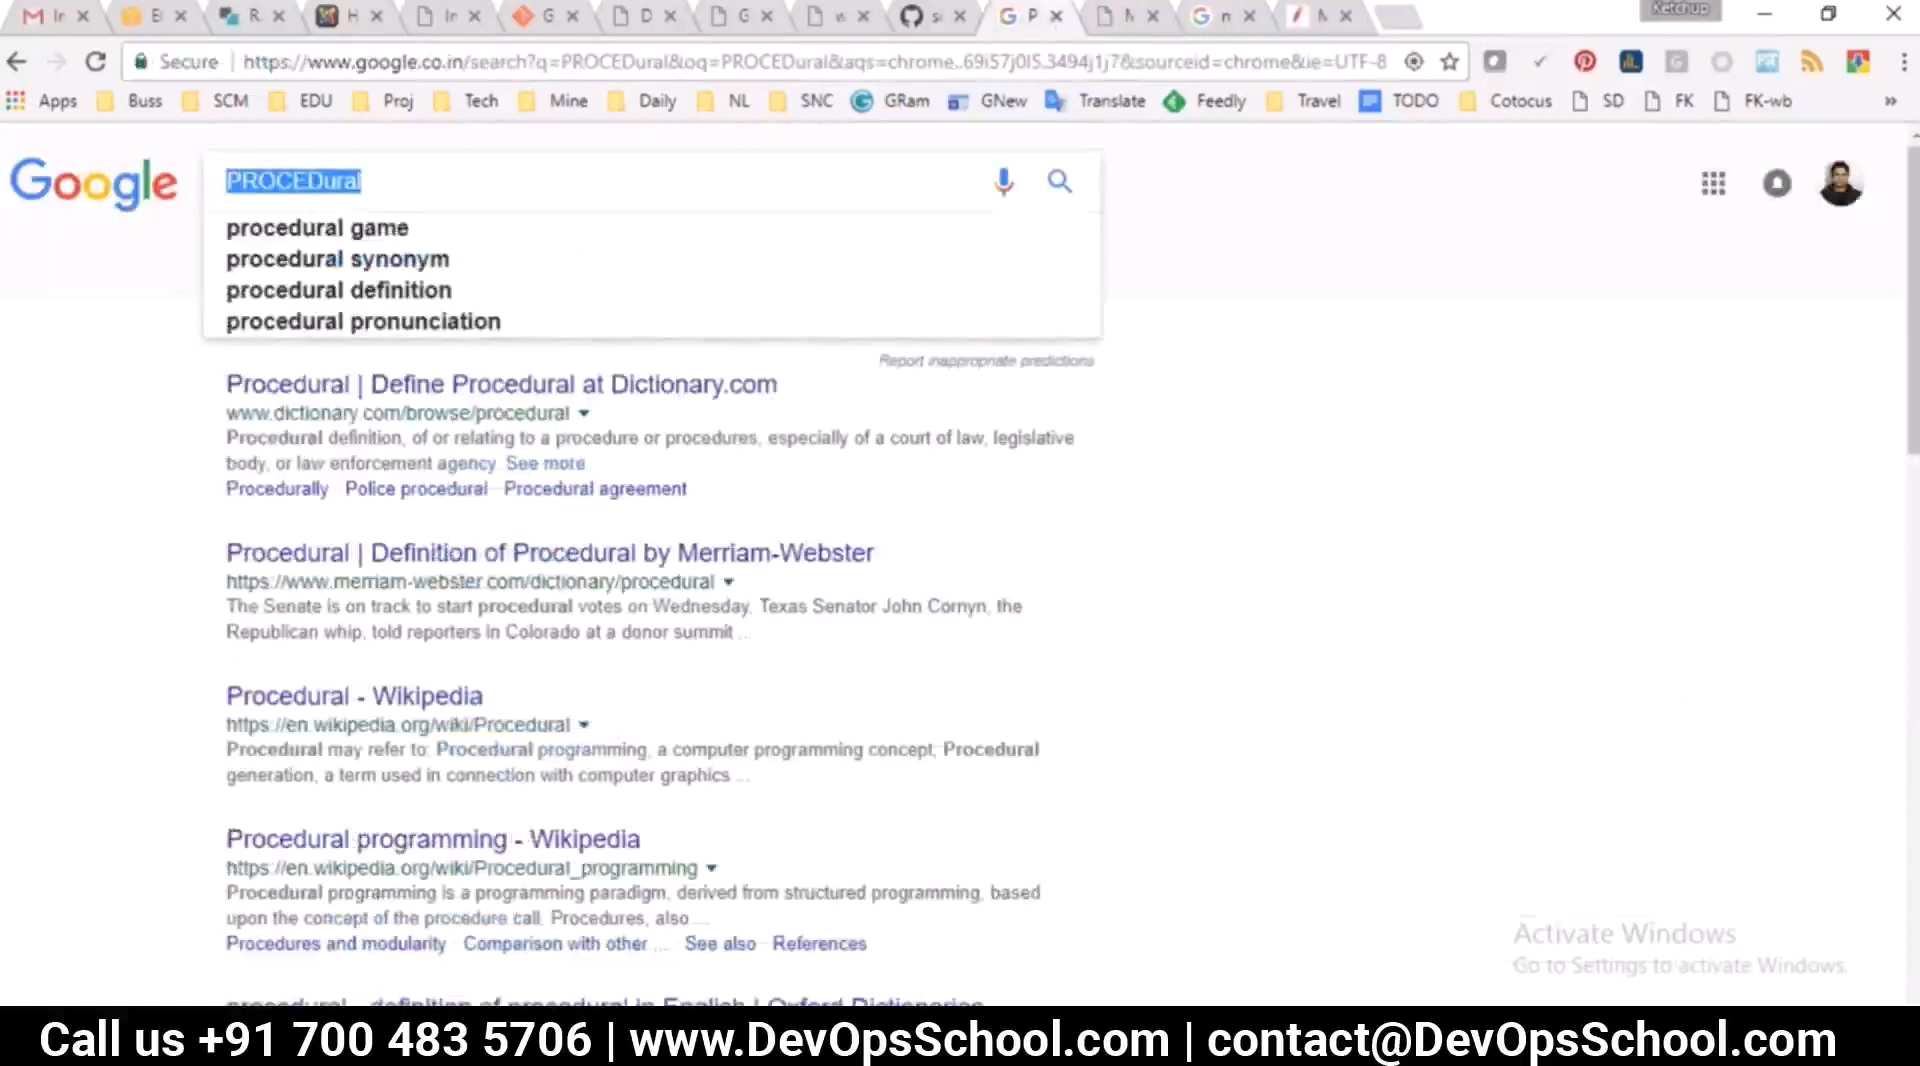 Ketchup
Secure | https://www.google.co.in/search?q=PROCEDural&oq=PROCEDural&aqs=chrome..69i57j0l5.3494j1j7&sourceid=chrome&ie=UTF-8
Apps Buss SCM EDU Proj Tech Mine Daily NL SNC GRam GNew Translate Feedly Travel TODO Cotocus SD FK FK-wb »
Google
PROCEDural
procedural game
procedural synonym
procedural definition
procedural pronunciation
Report inappropriate predictions
Procedural | Define Procedural at Dictionary.com
www.dictionary.com/browse/procedural
Procedural definition, of or relating to a procedure or procedures, especially of a court of law, legislative
body, or law enforcement agency. See more
Procedurally Police procedural Procedural agreement
Procedural | Definition of Procedural by Merriam-Webster
https://www.merriam-webster.com/dictionary/procedural
The Senate is on track to start procedural votes on Wednesday, Texas Senator John Cornyn, the
Republican whip, told reporters in Colorado at a donor summit ...
Procedural - Wikipedia
https://en.wikipedia.org/wiki/Procedural
Procedural may refer to: Procedural programming, a computer programming concept; Procedural
generation, a term used in connection with computer graphics ...
Procedural programming - Wikipedia
https://en.wikipedia.org/wiki/Procedural_programming
Procedural programming is a programming paradigm, derived from structured programming, based
upon the concept of the procedure call. Procedures, also ...
Procedures and modularity Comparison with other ... See also References
procedural - definition of procedural in English | Oxford Dictionaries
Activate Windows
Go to Settings to activate Windows.
Call us +91 700 483 5706 | www.DevOpsSchool.com | contact@DevOpsSchool.com